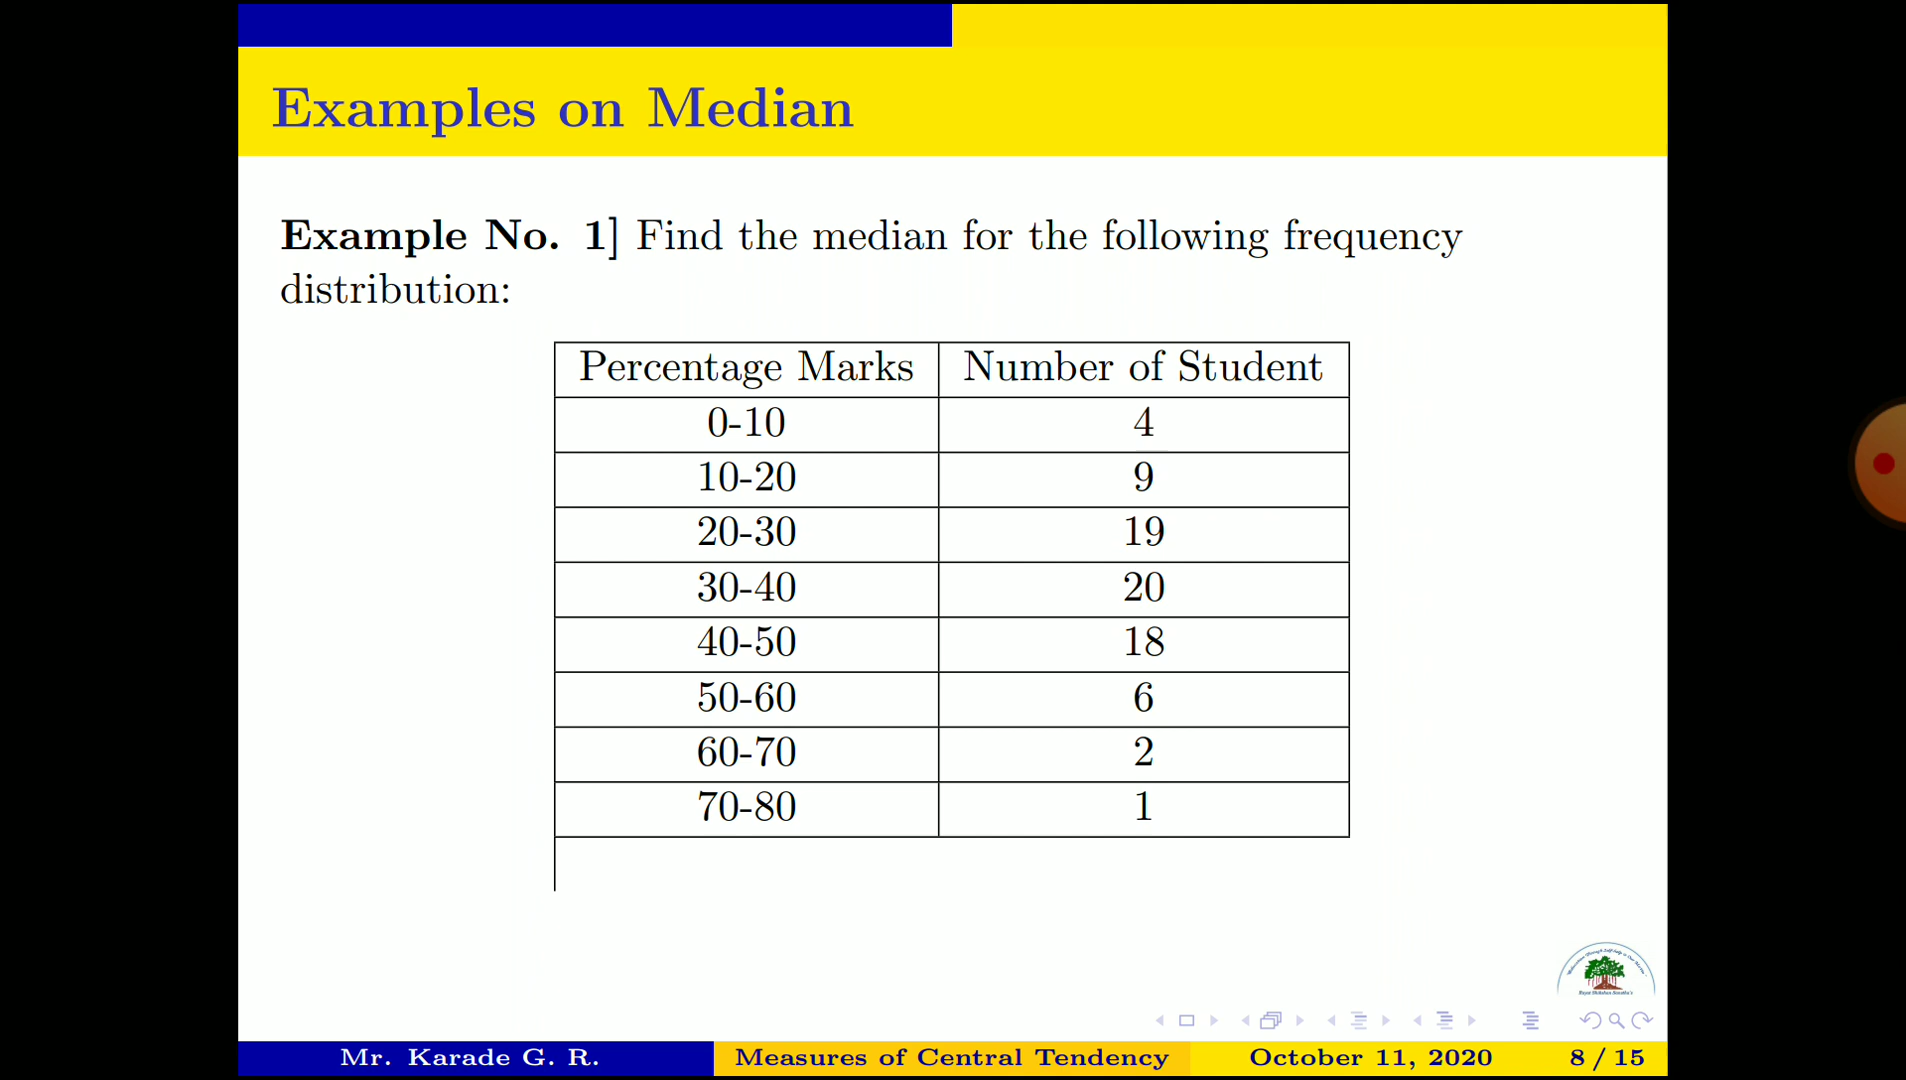 Examples on Median
Example No. 1] Find the median for the following frequency
distribution:
Percentage Marks Number of Student
0-10 4
10-20 9
20-30 19
30-40 20
40-50 18
50-60 6
60-70 2
70-80 1
Mr. Karade G. R. Measures of Central Tendency October 11, 2020 8 / 15